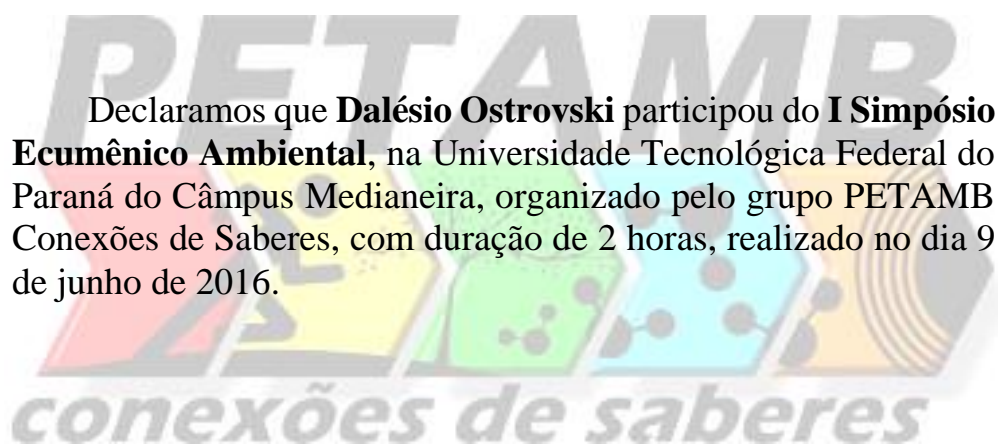 PETAMB
Declaramos que Dalésio Ostrovski participou do I Simpósio
Ecumênico Ambiental, na Universidade Tecnológica Federal do
Paraná do Câmpus Medianeira, organizado pelo grupo PETAMB
Conexões de Saberes, com duração de 2 horas, realizado no dia 9
de junho de 2016.
conexões de saberes